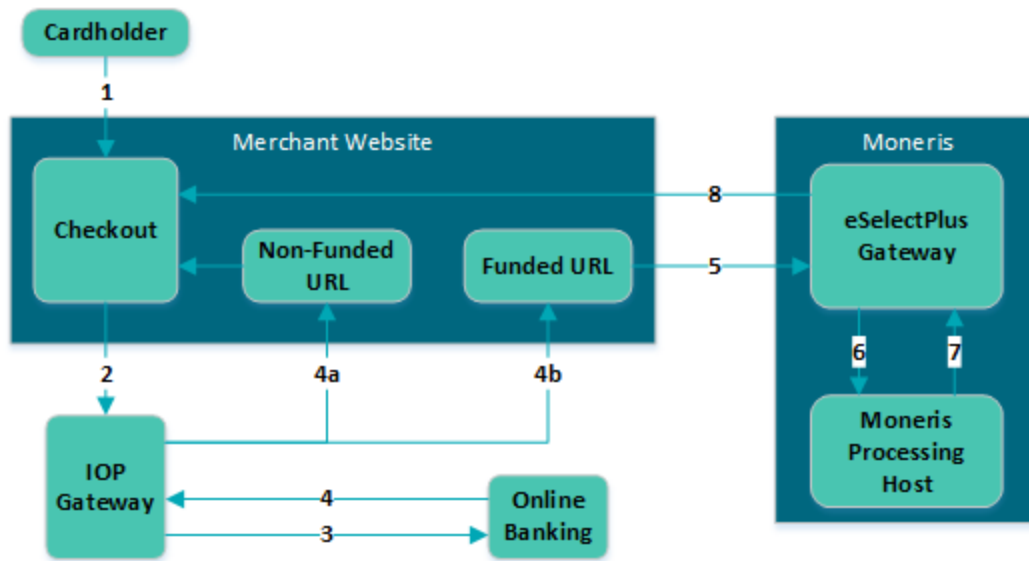 Cardholder
1
Merchant Website
Moneris
Checkout
8
eSelectPlus
Gateway
Non-Funded
URL
Funded URL
5
6
7
2
4a
4b
Moneris
Processing
Host
IOP
Gateway
4
3
Online
Banking